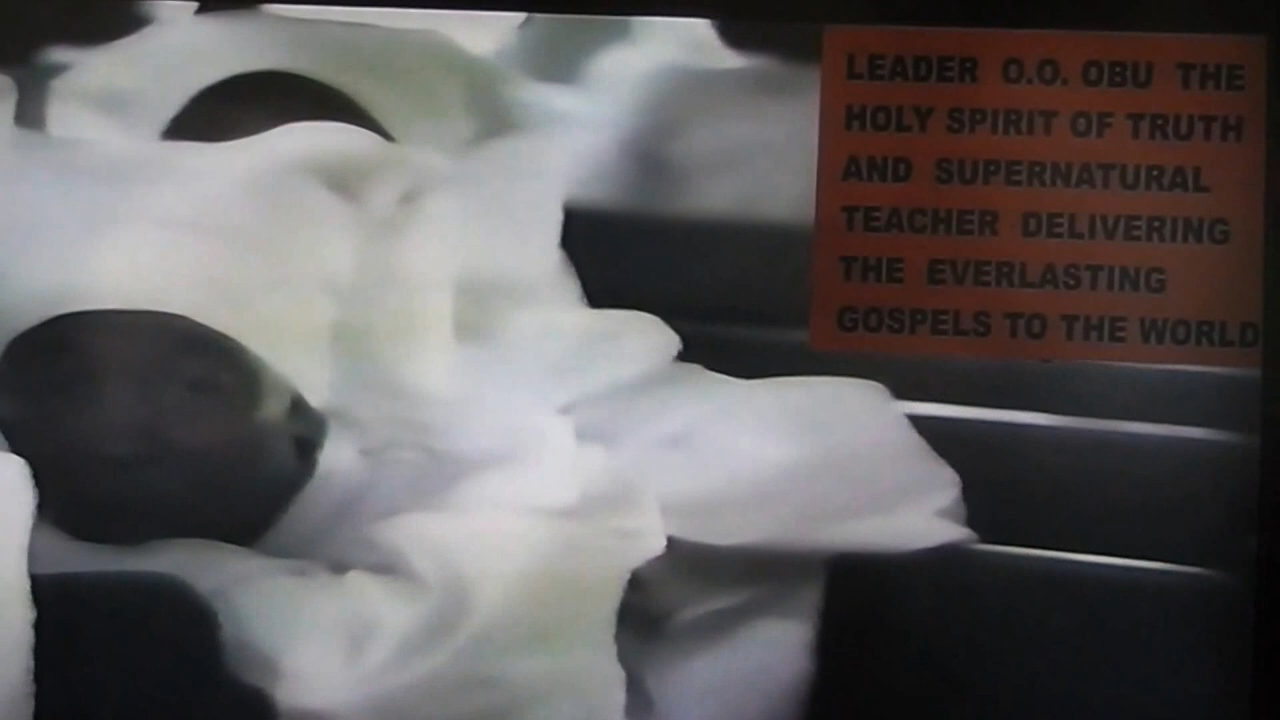 LEADER O.O. OBU THE
HOLY SPIRIT OF TRUTH
AND SUPERNATURAL
TEACHER DELIVERING
THE EVERLASTING
GOSPELS TO THE WORLD